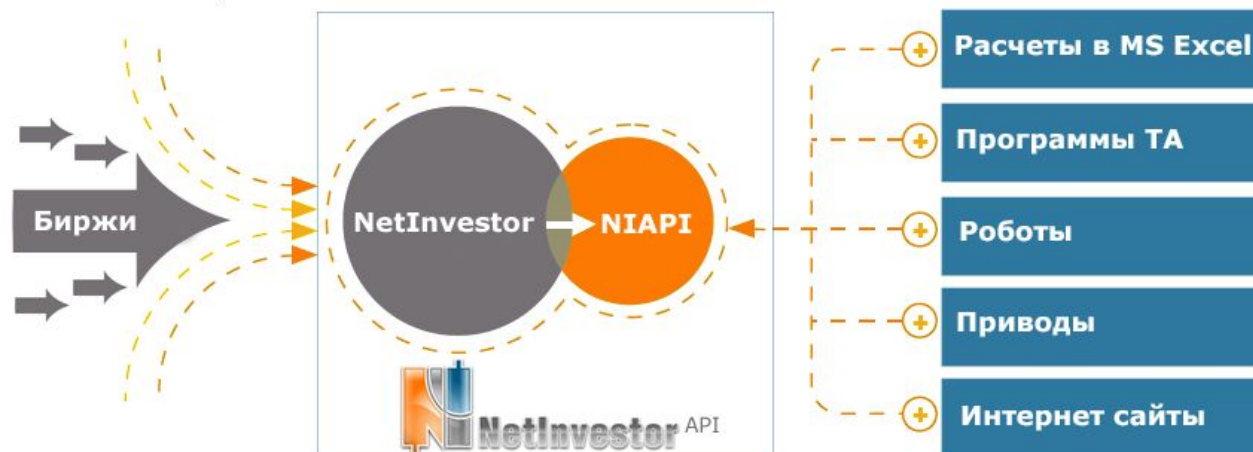 Биржи
NetInvestor
NIAPI
NetInvestor API
Расчеты в MS Excel
Программы ТА
Роботы
Приводы
Интернет сайты